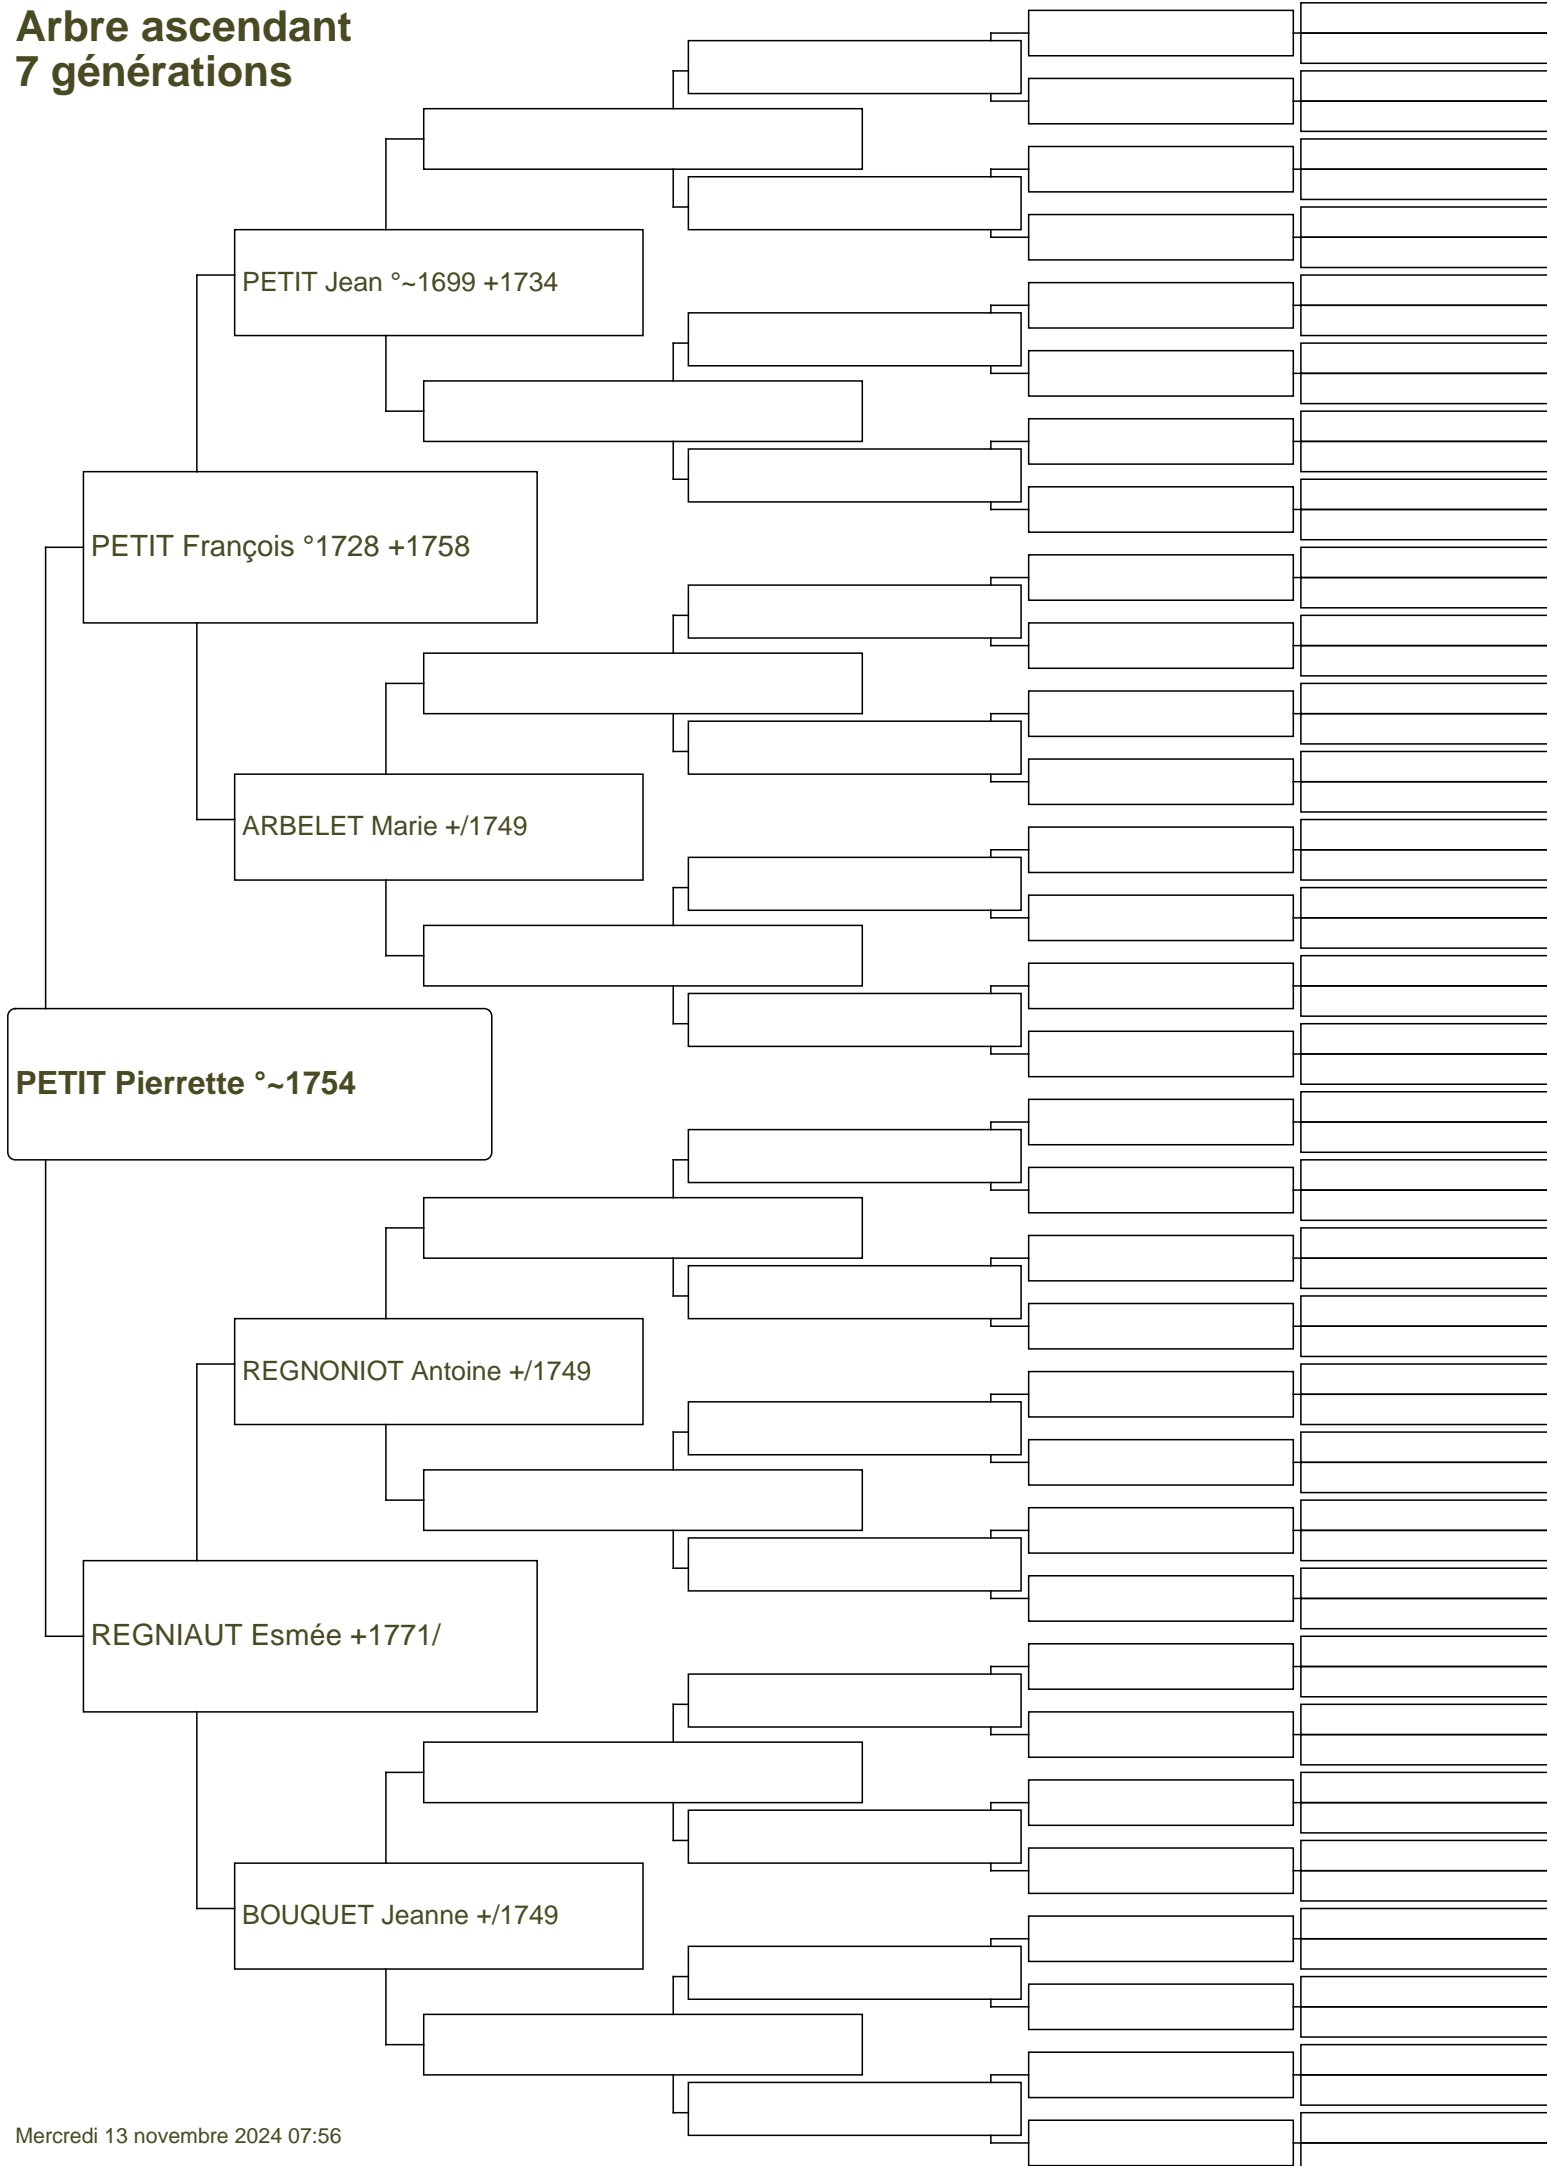 Arbre ascendant
7 générations
PETIT Jean °~1699 +1734
PETIT François °1728 +1758
ARBELET Marie +/1749
PETIT Pierrette °~1754
REGNONIOT Antoine +/1749
REGNIAUT Esmée +1771/
BOUQUET Jeanne +/1749
Mercredi 13 novembre 2024 07:56